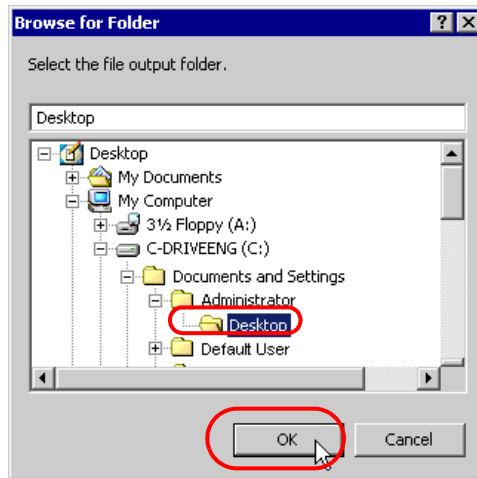 Browse for Folder
Select the file output folder.
Desktop
Desktop
My Documents
My Computer
3½ Floppy (A:)
C-DRIVEENG (C:)
Documents and Settings
Administrator
Desktop
Default User
OK Cancel